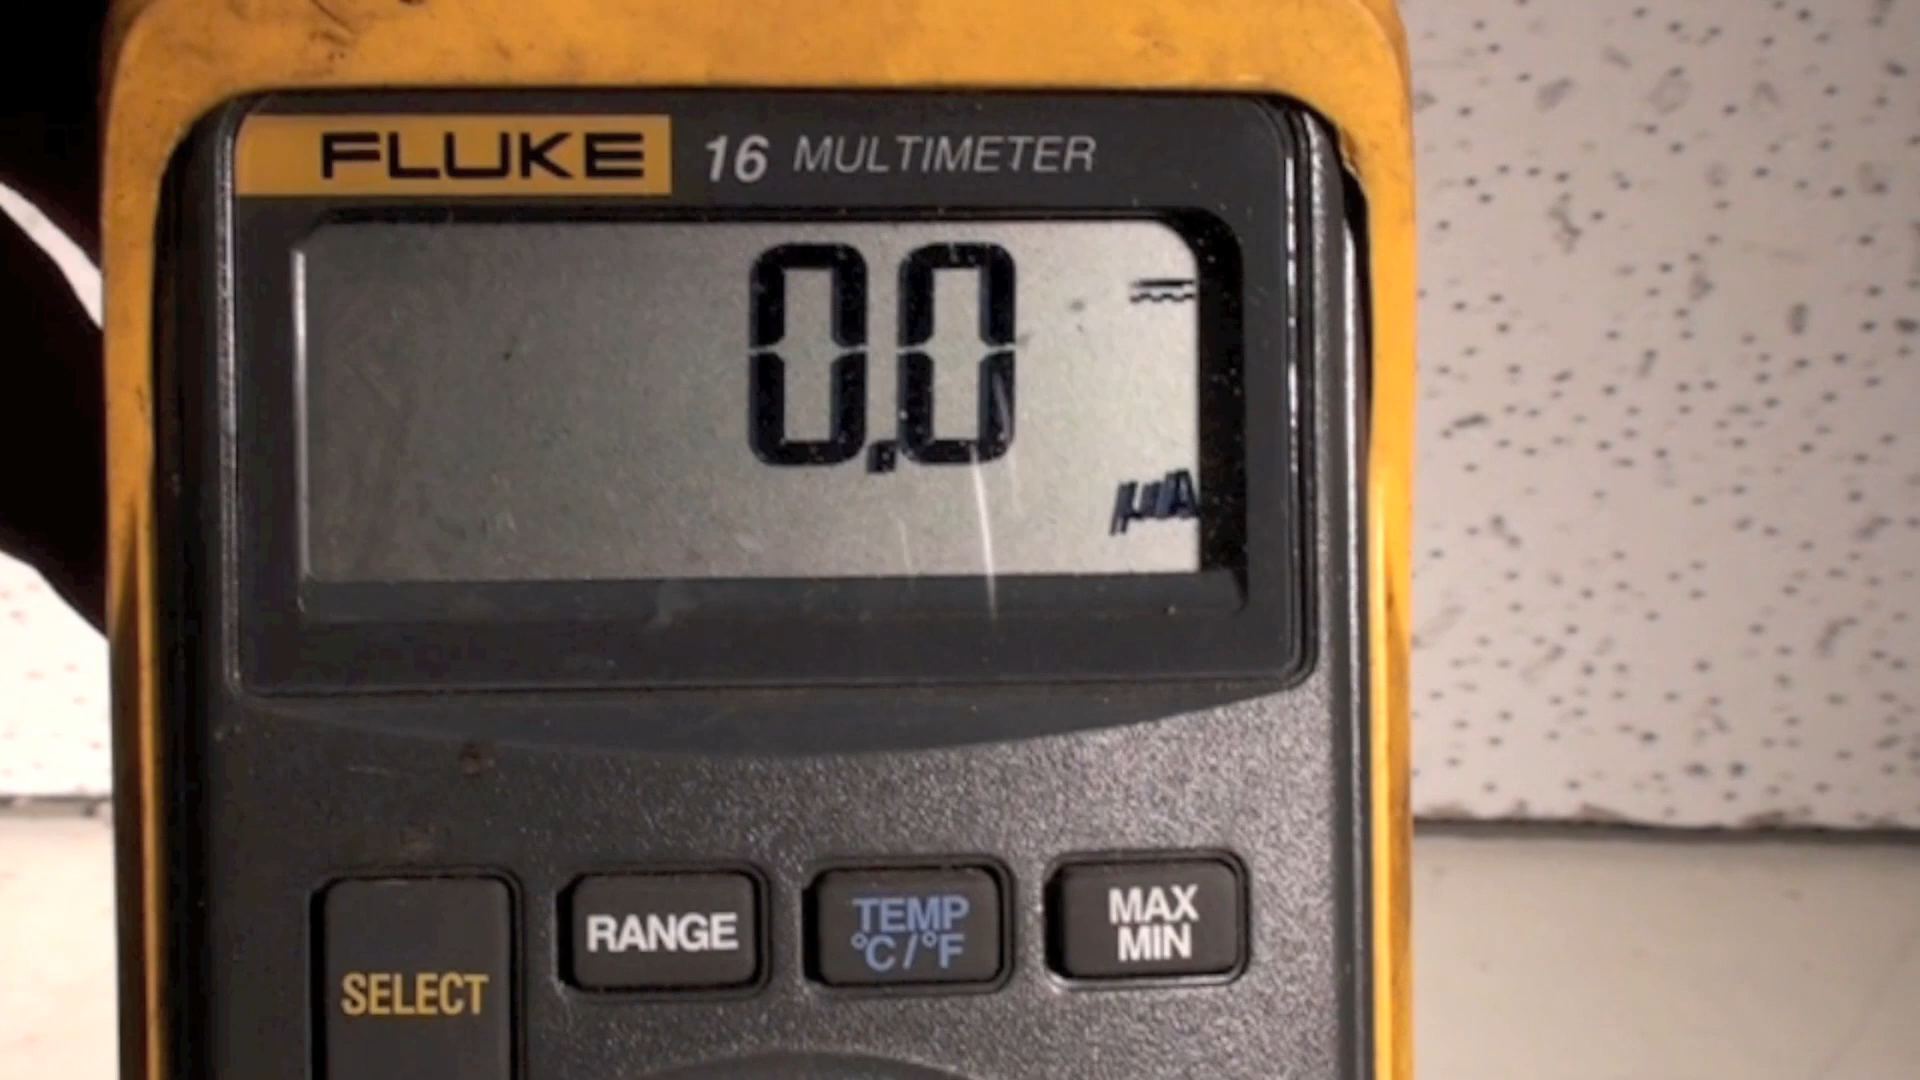 FLUKE 16 MULTIMETER
0.0
µA
SELECT
RANGE
TEMP
°C/°F
MAX
MIN